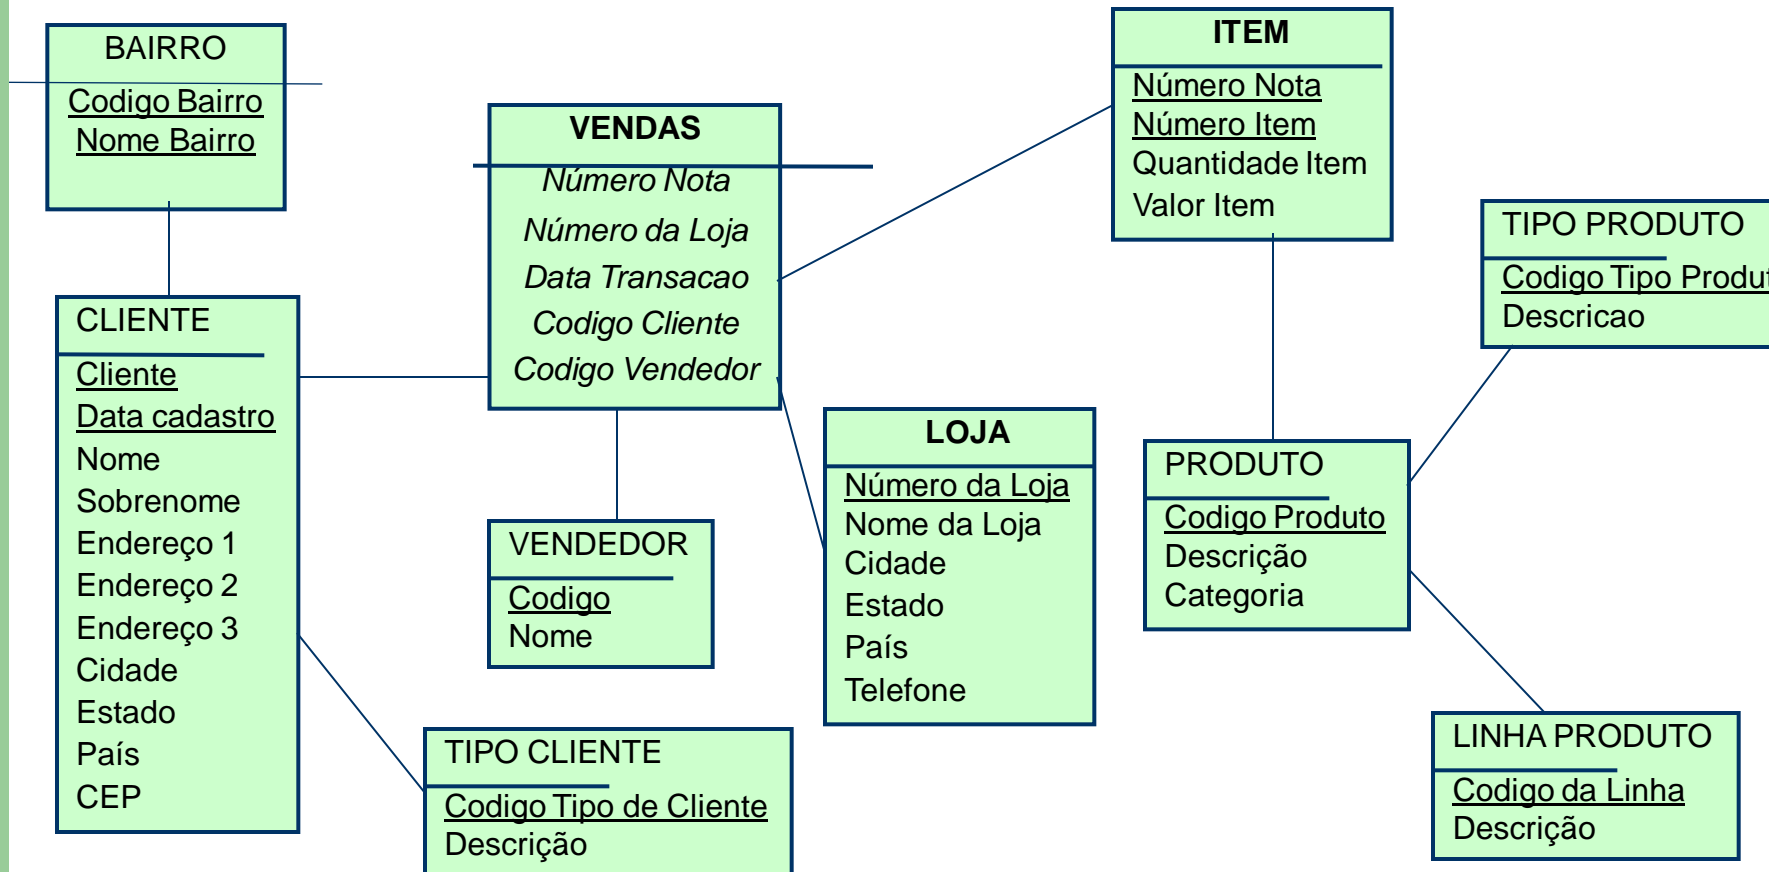 BAIRRO
Codigo Bairro
Nome Bairro
CLIENTE
Cliente
Data cadastro
Nome
Sobrenome
Endereço 1
Endereço 2
Endereço 3
Cidade
Estado
País
CEP
VENDAS
Número Nota
Número da Loja
Data Transacao
Codigo Cliente
Codigo Vendedor
VENDEDOR
Codigo
Nome
TIPO CLIENTE
Codigo Tipo de Cliente
Descrição
LOJA
Número da Loja
Nome da Loja
Cidade
Estado
País
Telefone
ITEM
Número Nota
Número Item
Quantidade Item
Valor Item
PRODUTO
Codigo Produto
Descrição
Categoria
TIPO PRODUTO
Codigo Tipo Produt
Descricao
LINHA PRODUTO
Codigo da Linha
Descrição